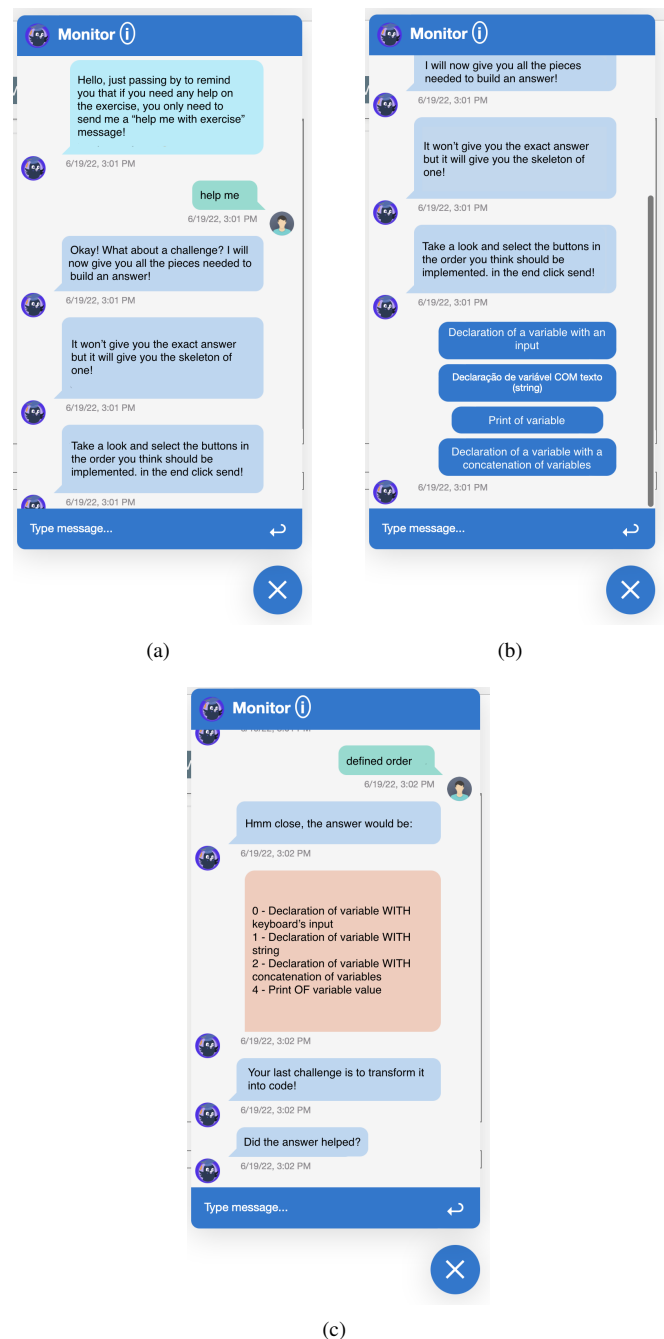 Monitor i
Hello, just passing by to remind
you that if you need any help on
the exercise, you only need to
send me a “help me with exercise”
message!
6/19/22, 3:01 PM
help me
6/19/22, 3:01 PM
Okay! What about a challenge? I will
now give you all the pieces needed to
build an answer!
6/19/22, 3:01 PM
It won’t give you the exact answer
but it will give you the skeleton of
one!
6/19/22, 3:01 PM
Take a look and select the buttons in
the order you think should be
implemented. in the end click send!
6/19/22, 3:01 PM
Type message...
(a)
Monitor i
I will now give you all the pieces
needed to build an answer!
6/19/22, 3:01 PM
It won’t give you the exact answer
but it will give you the skeleton of
one!
6/19/22, 3:01 PM
Take a look and select the buttons in
the order you think should be
implemented. in the end click send!
6/19/22, 3:01 PM
Declaration of a variable with an
input
Declaração de variável COM texto
(string)
Print of variable
Declaration of a variable with a
concatenation of variables
6/19/22, 3:01 PM
Type message...
(b)
Monitor i
defined order
6/19/22, 3:02 PM
Hmm close, the answer would be:
6/19/22, 3:02 PM
0 - Declaration of variable WITH
keyboard’s input
1 - Declaration of variable WITH
string
2 - Declaration of variable WITH
concatenation of variables
4 - Print OF variable value
6/19/22, 3:02 PM
Your last challenge is to transform it
into code!
6/19/22, 3:02 PM
Did the answer helped?
6/19/22, 3:02 PM
Type message...
(c)